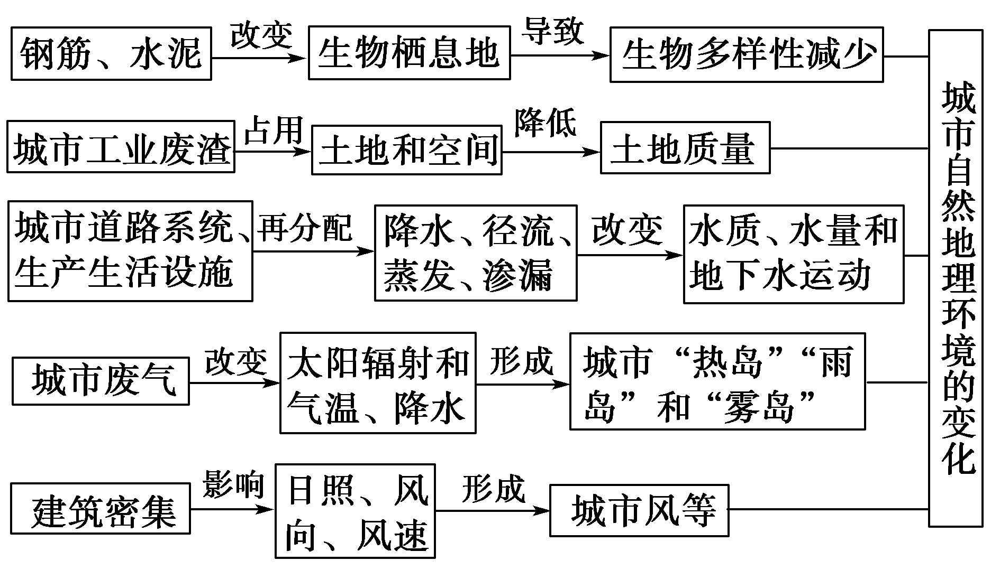 钢筋、水泥
改变
生物栖息地
导致
生物多样性减少
城市工业废渣
占用
土地和空间
降低
土地质量
城市道路系统、
生产生活设施
再分配
降水、径流、
蒸发、渗漏
改变
水质、水量和
地下水运动
城市废气
改变
太阳辐射和
气温、降水
形成
城市“热岛”“雨
岛”和“雾岛”
建筑密集
影响
日照、风
向、风速
形成
城市风等
城市自然地理环境的变化